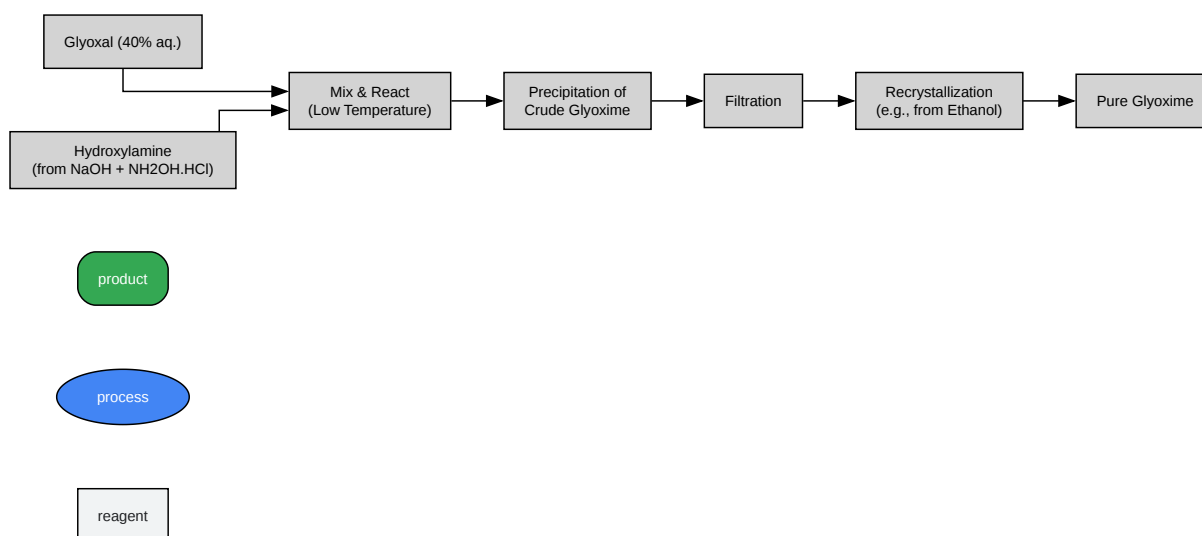 Glyoxal (40% aq.)
Hydroxylamine
(from NaOH + NH2OH.HCl)
Mix & React
(Low Temperature)
Precipitation of
Crude Glyoxime
Filtration
Recrystallization
(e.g., from Ethanol)
Pure Glyoxime
product
process
reagent